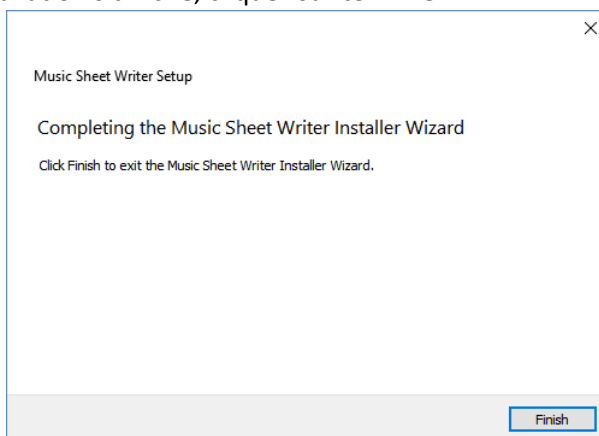 Music Sheet Writer Setup
Completing the Music Sheet Writer Installer Wizard
Click Finish to exit the Music Sheet Writer Installer Wizard.
Finish